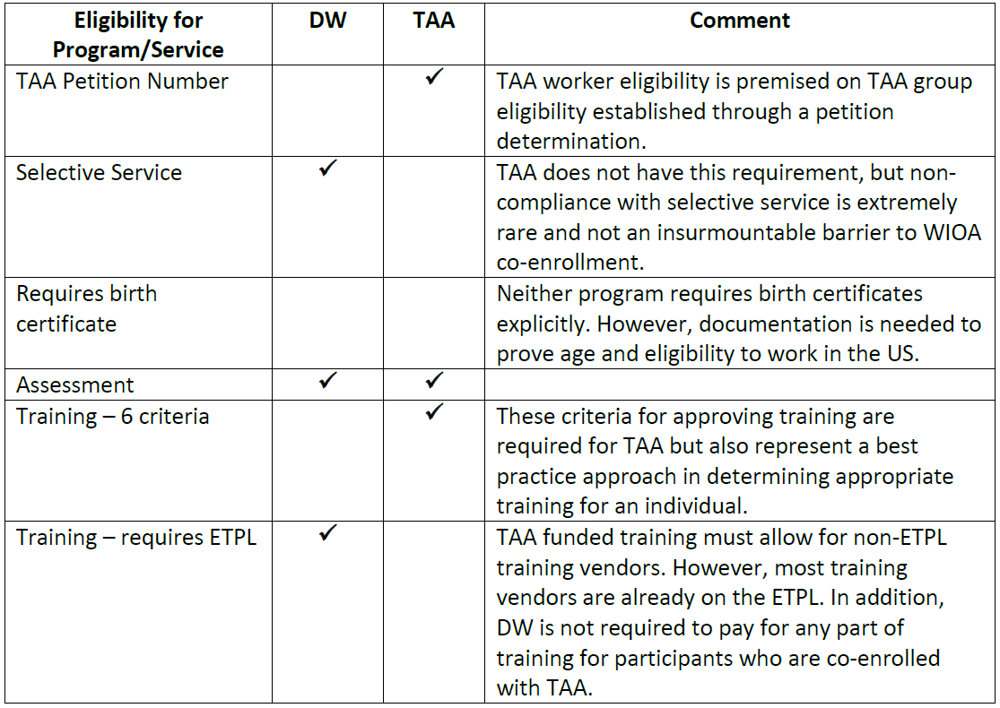 Eligibility for
Program/Service
DW
TAA
Comment
TAA Petition Number
✓
TAA worker eligibility is premised on TAA group
eligibility established through a petition
determination.
Selective Service
✓
TAA does not have this requirement, but non-
compliance with selective service is extremely
rare and not an insurmountable barrier to WIOA
co-enrollment.
Requires birth
certificate
Neither program requires birth certificates
explicitly. However, documentation is needed to
prove age and eligibility to work in the US.
Assessment
✓
✓
Training – 6 criteria
✓
These criteria for approving training are
required for TAA but also represent a best
practice approach in determining appropriate
training for an individual.
Training – requires ETPL
✓
TAA funded training must allow for non-ETPL
training vendors. However, most training
vendors are already on the ETPL. In addition,
DW is not required to pay for any part of
training for participants who are co-enrolled
with TAA.